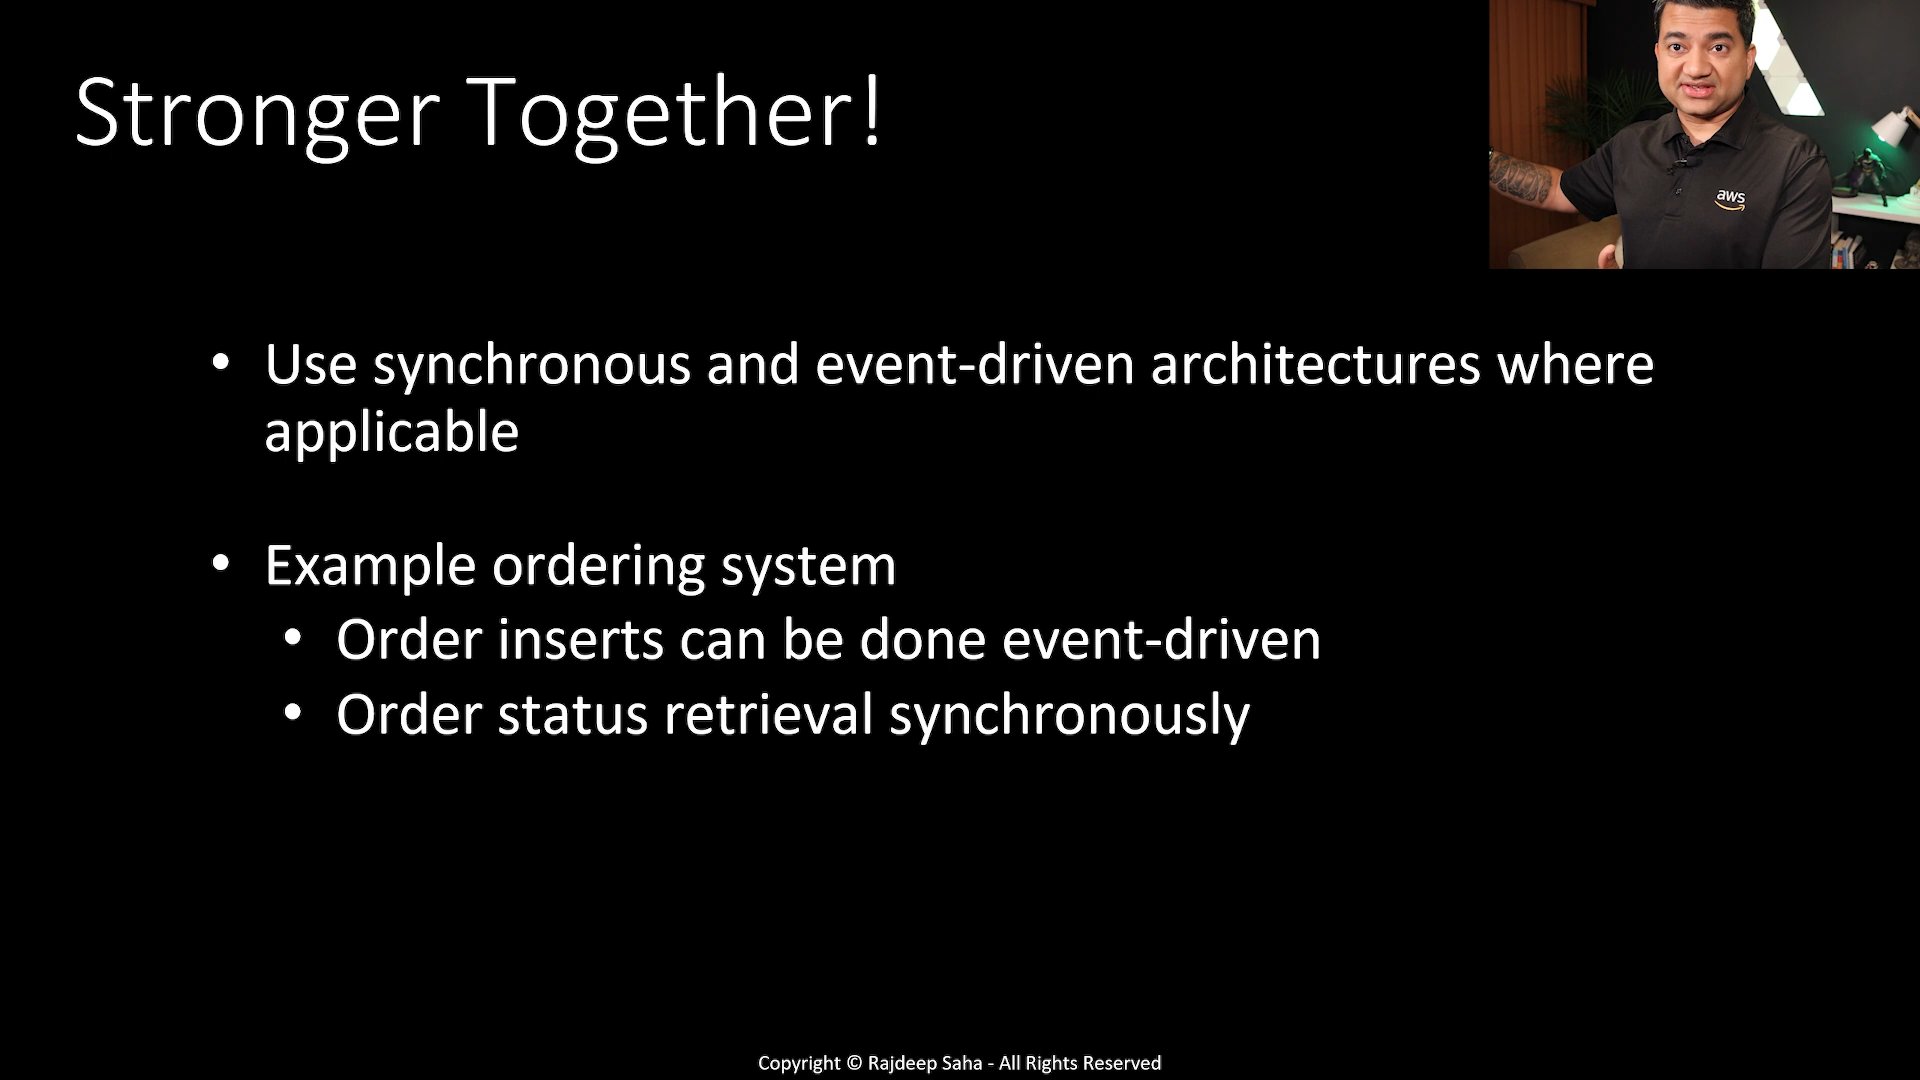 Stronger Together!
aws
• Use synchronous and event-driven architectures where
applicable
• Example ordering system
• Order inserts can be done event-driven
• Order status retrieval synchronously
Copyright © Rajdeep Saha - All Rights Reserved